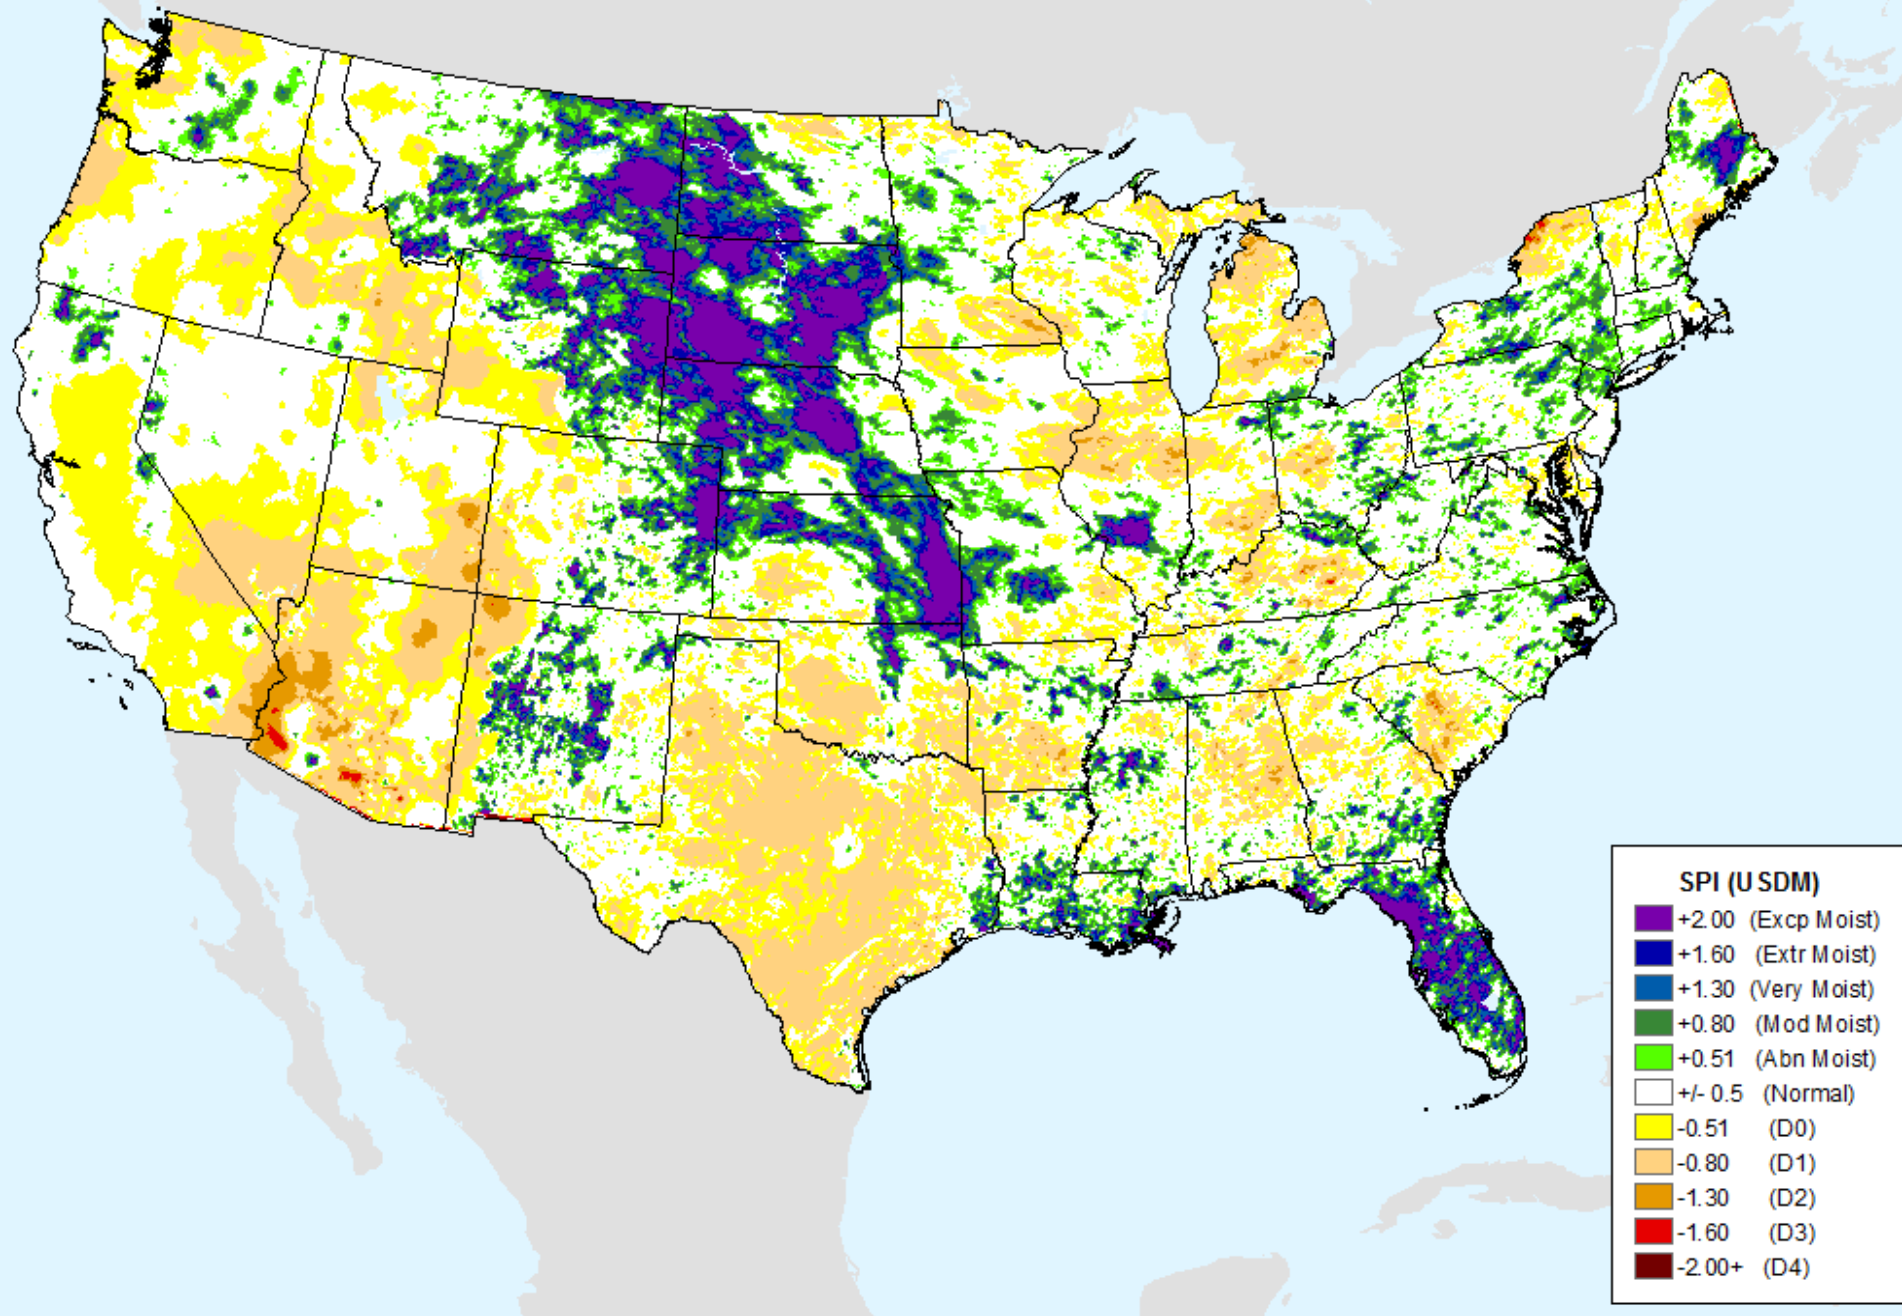 SPI (USDM)
+2.00 (Excp Moist)
+1.60 (Extr Moist)
+1.30 (Very Moist)
+0.80 (Mod Moist)
+0.51 (Abn Moist)
+/- 0.5 (Normal)
-0.51 (D0)
-0.80 (D1)
-1.30 (D2)
-1.60 (D3)
-2.00+ (D4)